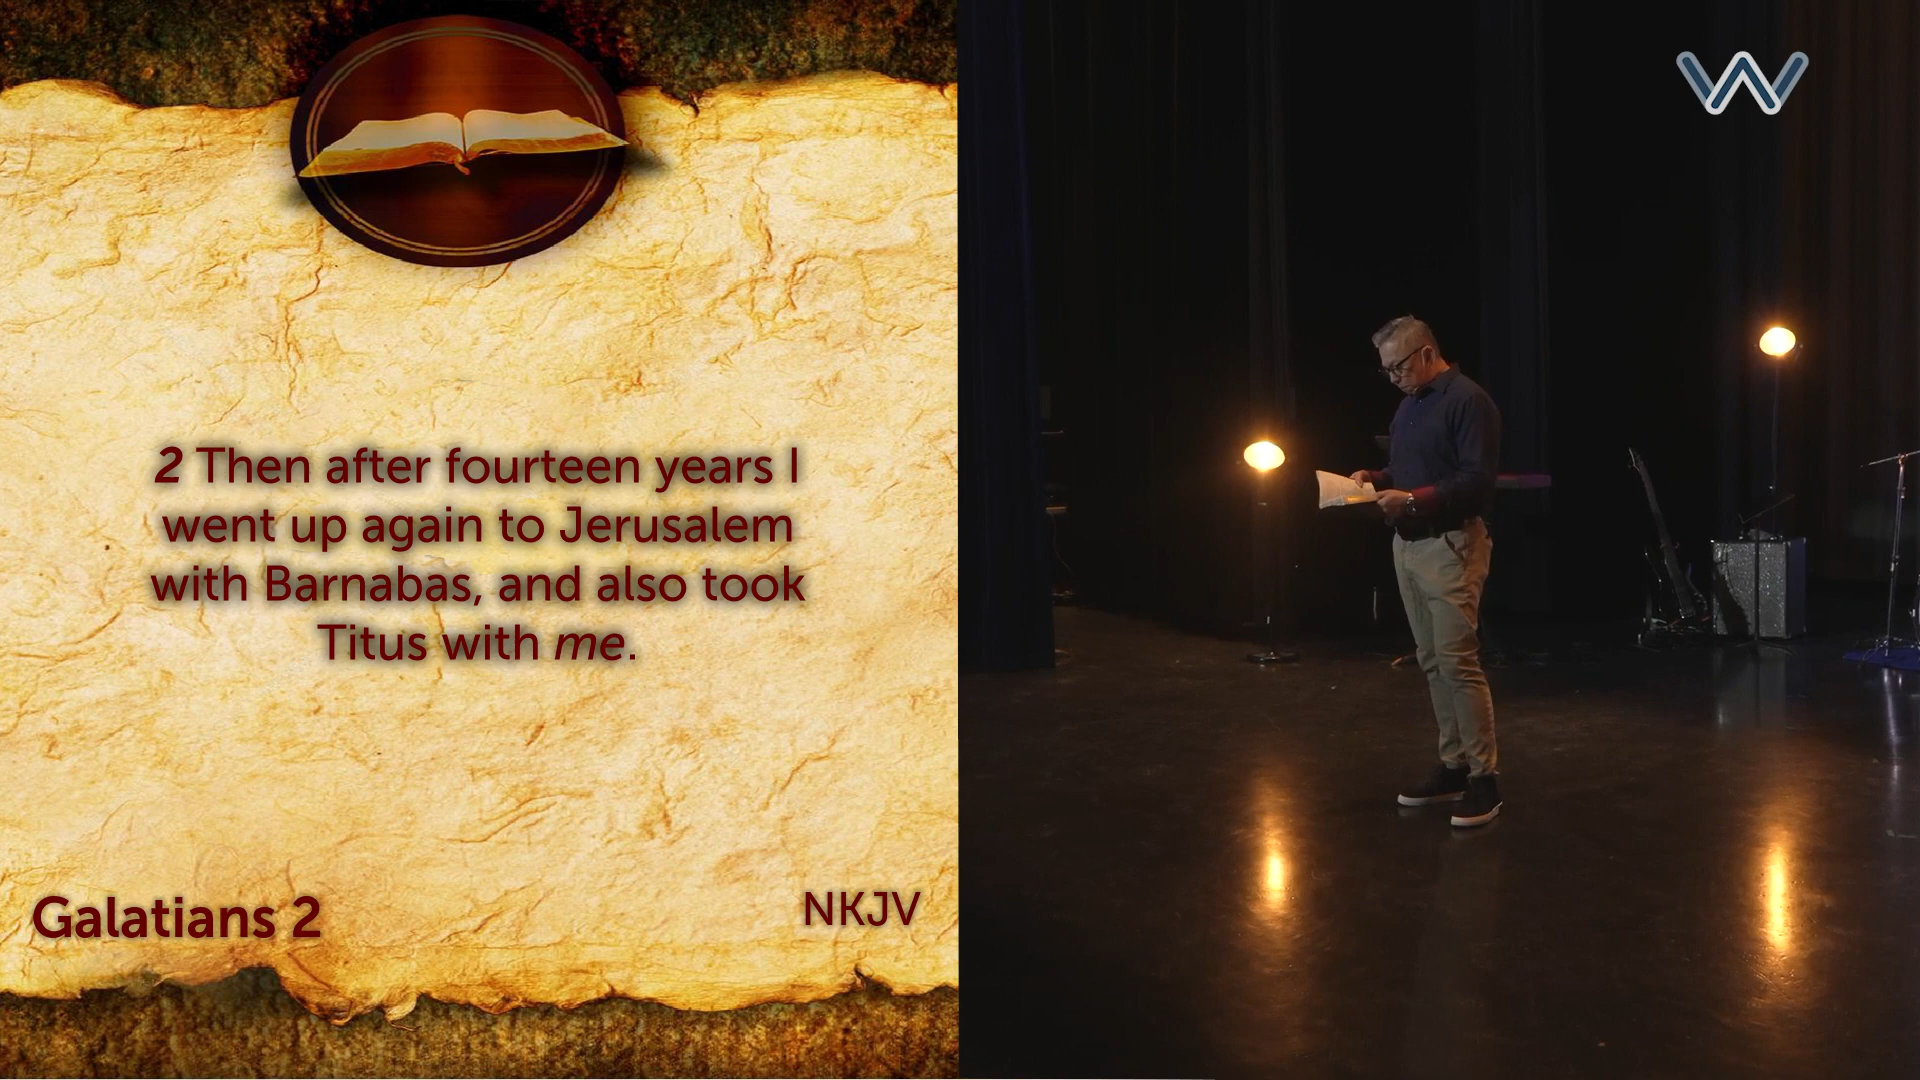 2 Then after fourteen years I
went up again to Jerusalem
with Barnabas, and also took
Titus with me.
Galatians 2
NKJV
W